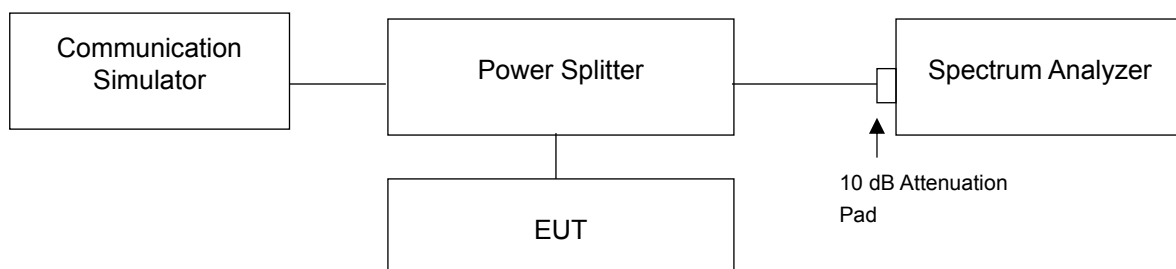 Communication
Simulator
Power Splitter
Spectrum Analyzer
10 dB Attenuation
Pad
EUT